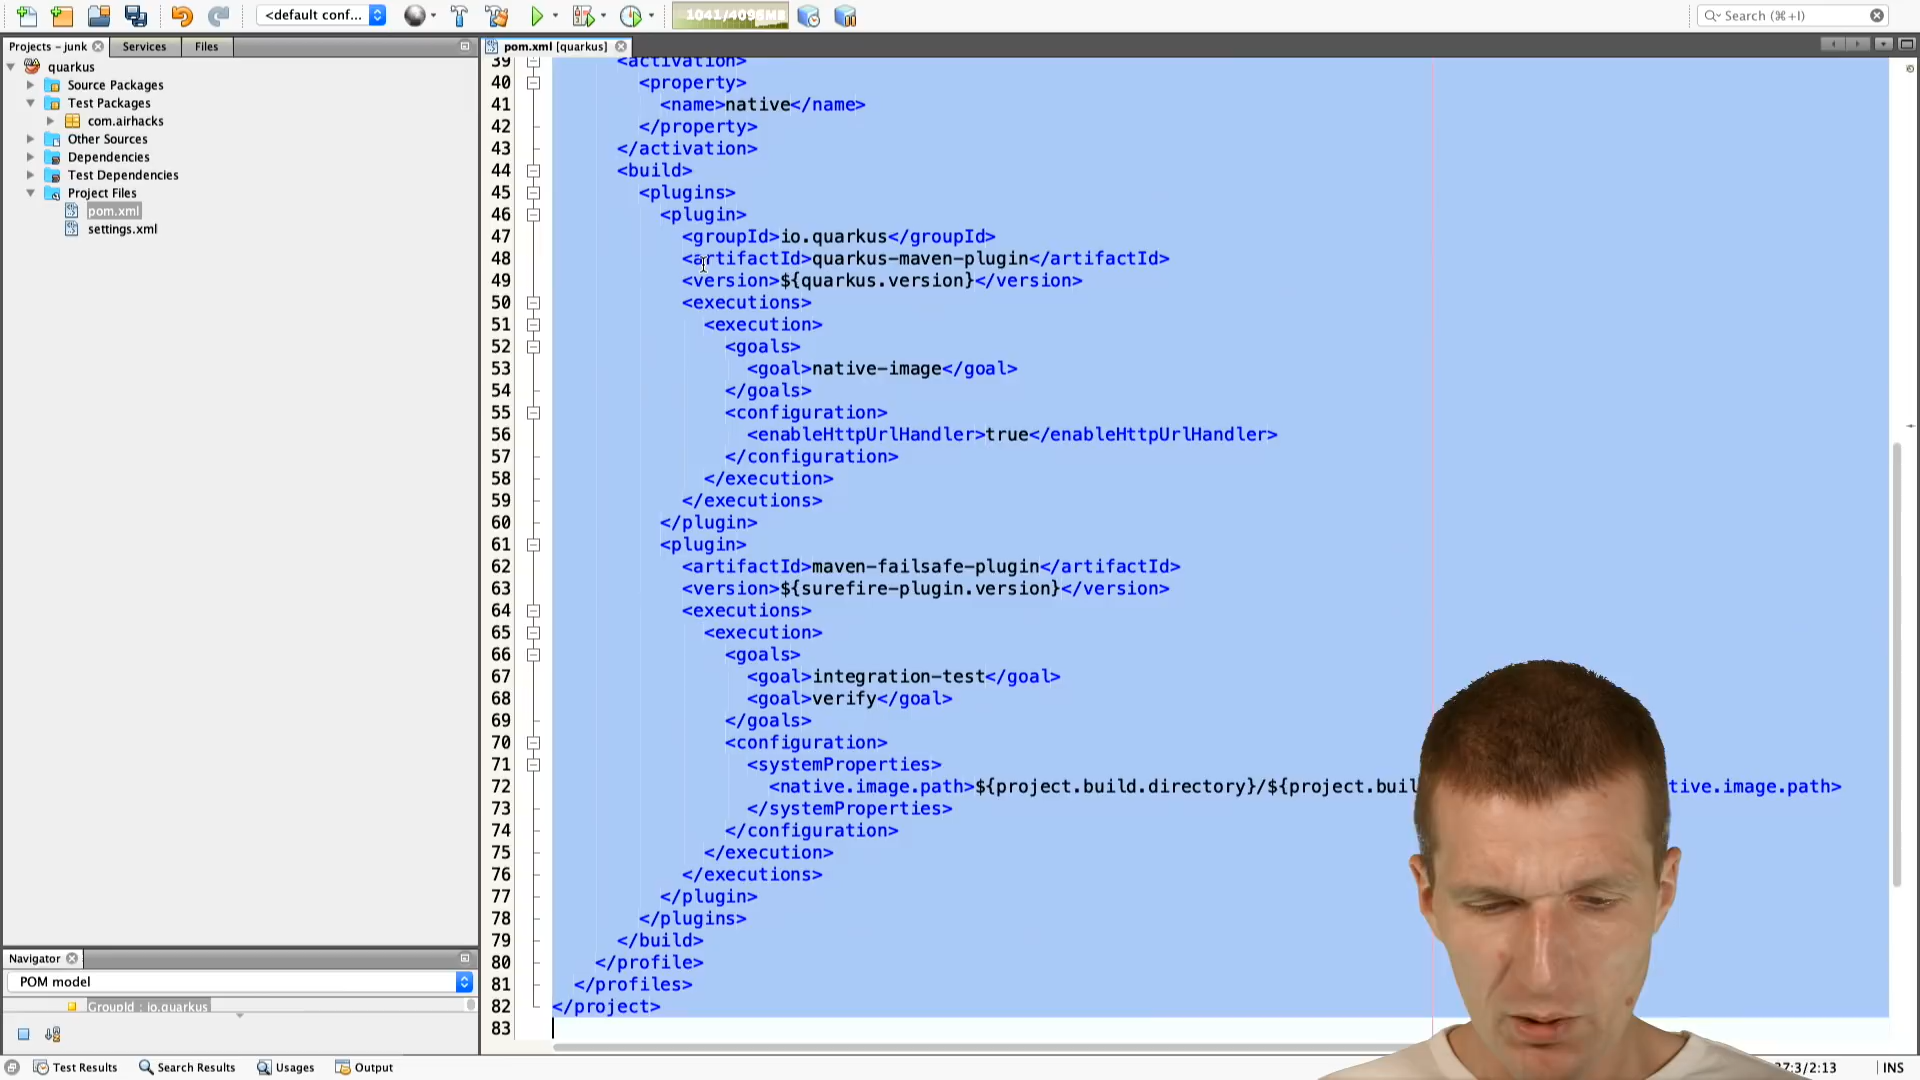 <default conf...
1041/4096MB
Search (⌘+I)
Projects – junk
Services
Files
pom.xml [quarkus]
quarkus
Source Packages
Test Packages
com.airhacks
Other Sources
Dependencies
Test Dependencies
Project Files
pom.xml
settings.xml
39 <activation>
40 <property>
41 <name>native</name>
42 </property>
43 </activation>
44 <build>
45 <plugins>
46 <plugin>
47 <groupId>io.quarkus</groupId>
48 <artifactId>quarkus-maven-plugin</artifactId>
49 <version>${quarkus.version}</version>
50 <executions>
51 <execution>
52 <goals>
53 <goal>native-image</goal>
54 </goals>
55 <configuration>
56 <enableHttpUrlHandler>true</enableHttpUrlHandler>
57 </configuration>
58 </execution>
59 </executions>
60 </plugin>
61 <plugin>
62 <artifactId>maven-failsafe-plugin</artifactId>
63 <version>${surefire-plugin.version}</version>
64 <executions>
65 <execution>
66 <goals>
67 <goal>integration-test</goal>
68 <goal>verify</goal>
69 </goals>
70 <configuration>
71 <systemProperties>
72 <native.image.path>${project.build.directory}/${project.buil tive.image.path>
73 </systemProperties>
74 </configuration>
75 </execution>
76 </executions>
77 </plugin>
78 </plugins>
79 </build>
80 </profile>
81 </profiles>
82 </project>
83
Navigator
POM model
GroupId : io.quarkus
Test Results
Search Results
Usages
Output
37:3/2:13
INS